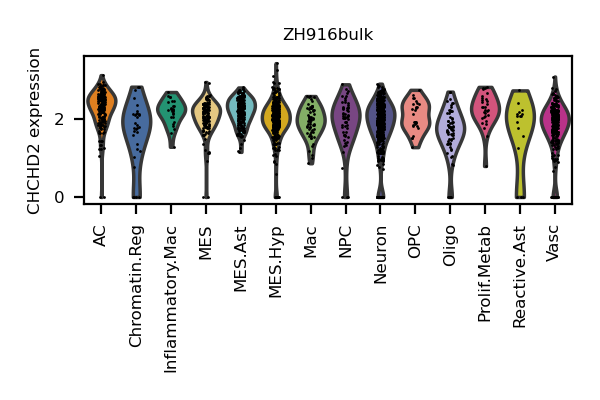 ZH916bulk
CHCHD2 expression
2
0
AC
Chromatin.Reg
Inflammatory.Mac
MES
MES.Ast
MES.Hyp
Mac
NPC
Neuron
OPC
Oligo
Prolif.Metab
Reactive.Ast
Vasc